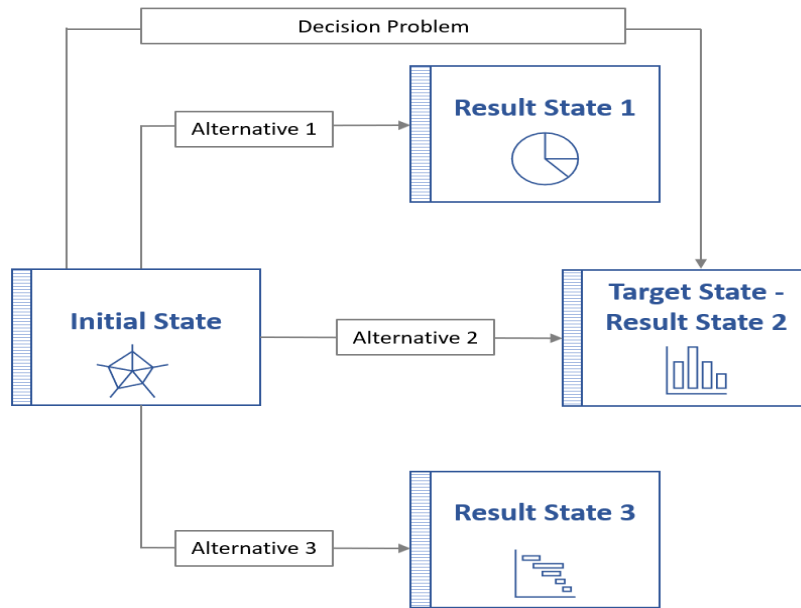 Decision Problem
Alternative 1
Result State 1
Initial State
Alternative 2
Target State -
Result State 2
Alternative 3
Result State 3